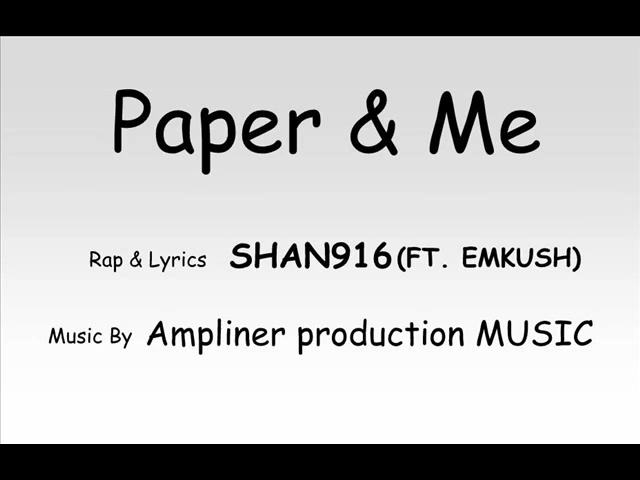 Paper & Me
Rap & Lyrics SHAN916(FT. EMKUSH)
Music By Ampliner production MUSIC